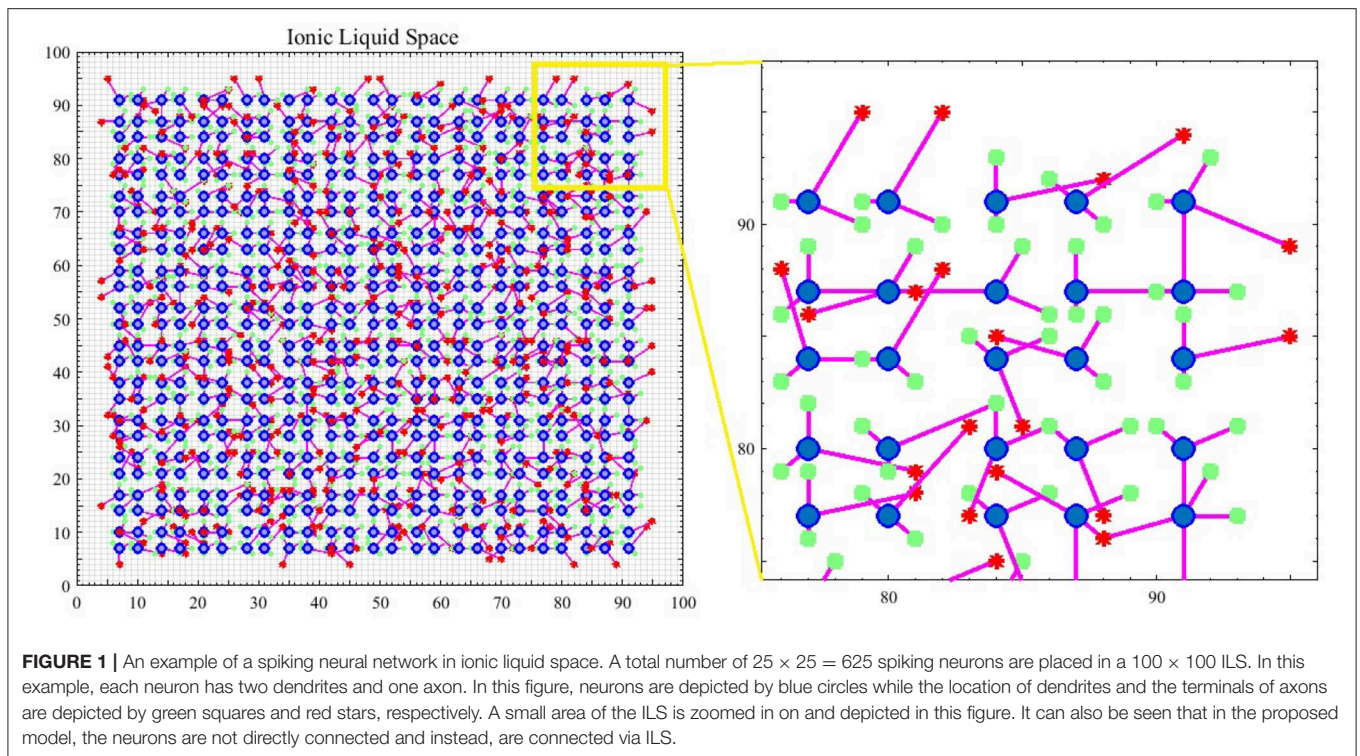 Ionic Liquid Space
100
90
80
70
60
50
40
30
20
10
0
0 10 20 30 40 50 60 70 80 90 100
90
80
80 90
FIGURE 1 | An example of a spiking neural network in ionic liquid space. A total number of 25 × 25 = 625 spiking neurons are placed in a 100 × 100 ILS. In this
example, each neuron has two dendrites and one axon. In this figure, neurons are depicted by blue circles while the location of dendrites and the terminals of axons
are depicted by green squares and red stars, respectively. A small area of the ILS is zoomed in on and depicted in this figure. It can also be seen that in the proposed
model, the neurons are not directly connected and instead, are connected via ILS.